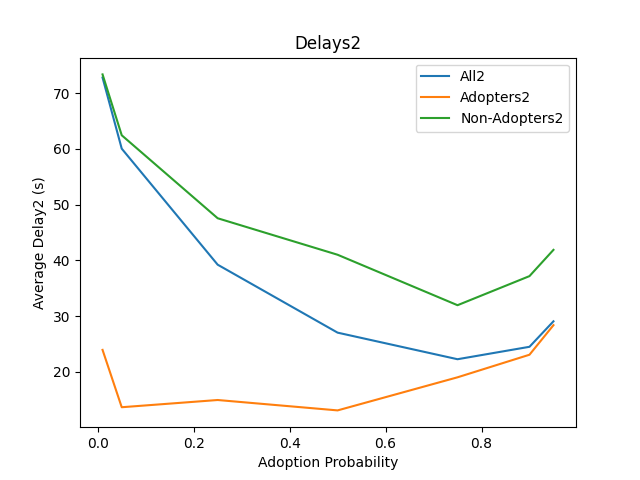 Delays2
All2
Adopters2
Non-Adopters2
70
60
50
40
30
20
Average Delay2 (s)
0.0 0.2 0.4 0.6 0.8
Adoption Probability